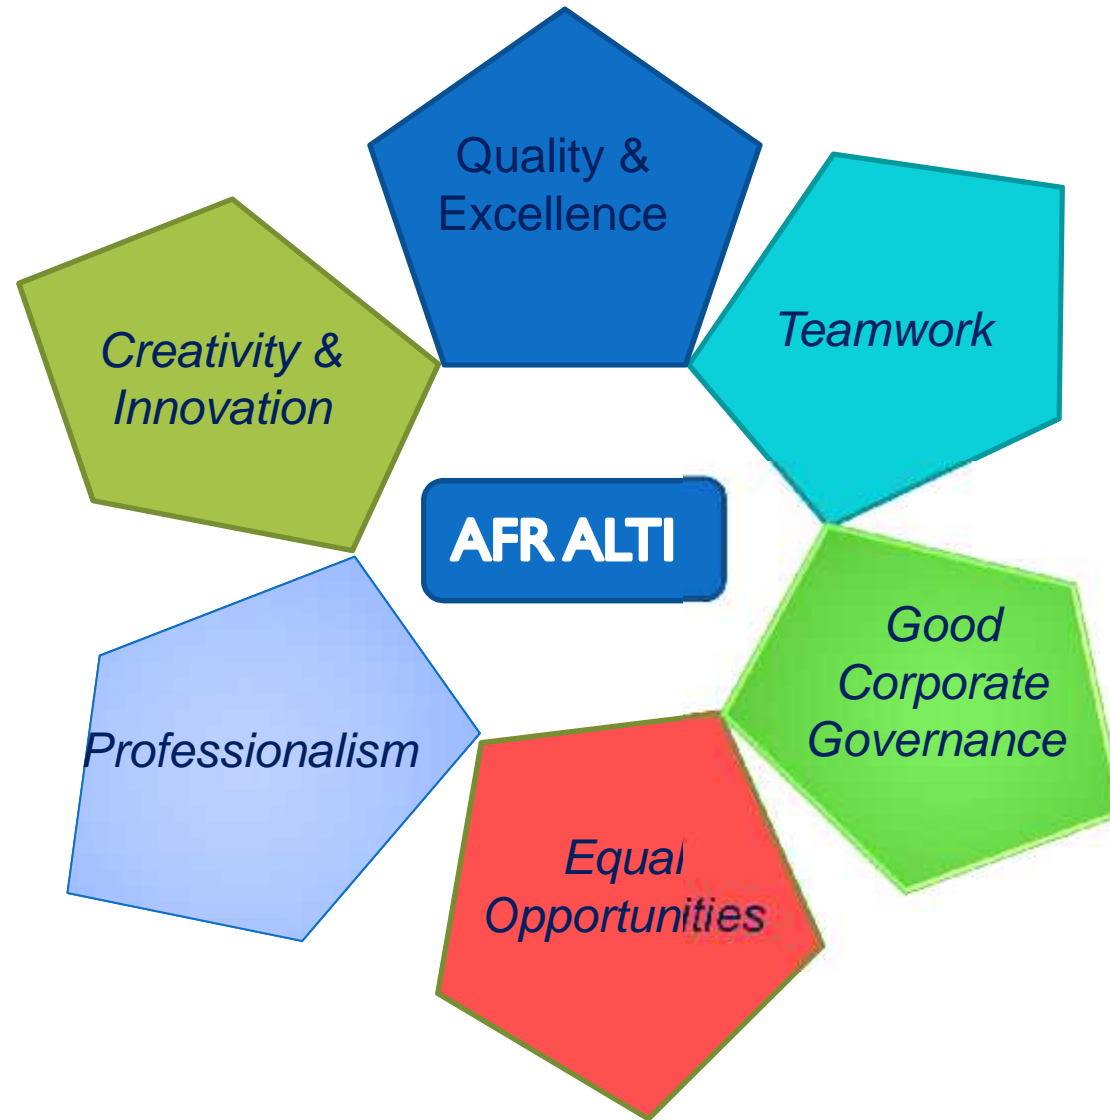 Quality &
Excellence
Teamwork
Creativity &
Innovation
AFR ALTI
Good
Corporate
Governance
Professionalism
Equal
Opportunities